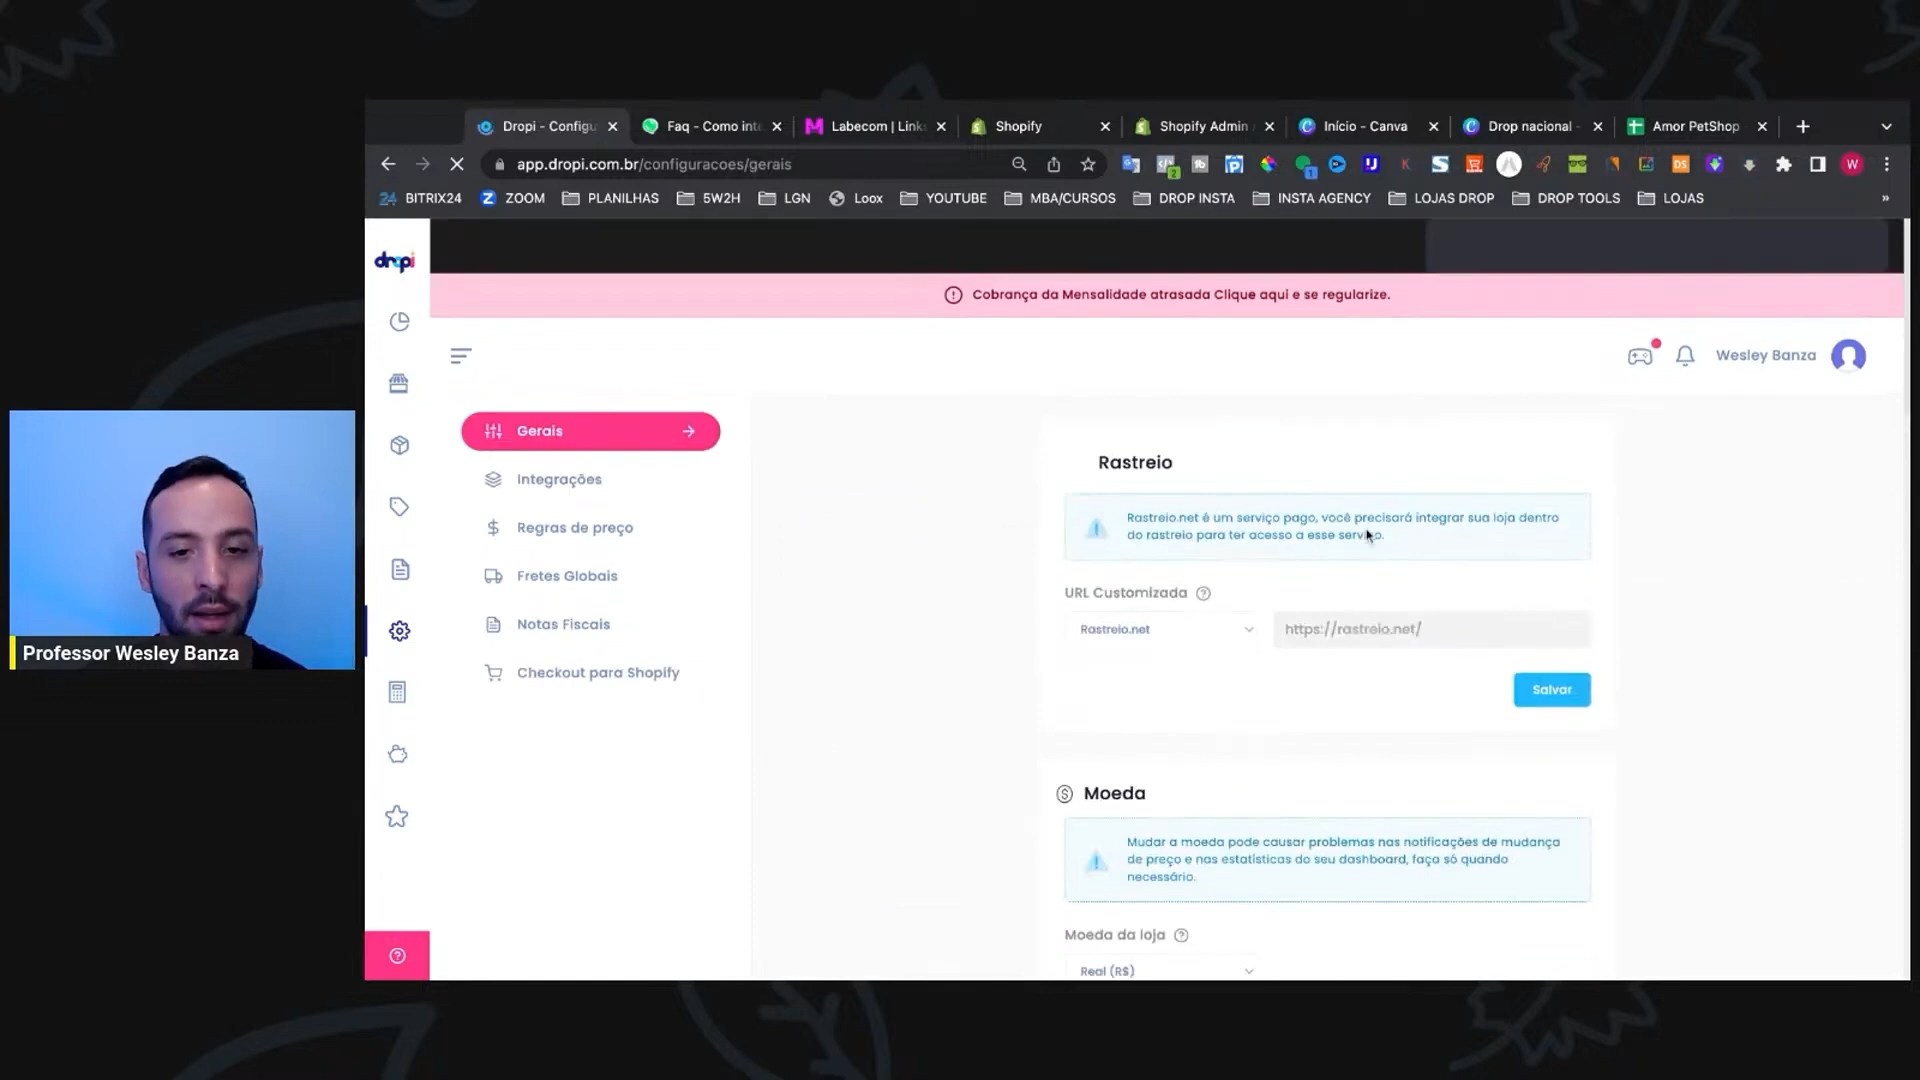 Dropi - Configu
Faq - Como inte
Labecom | Links
Shopify
Shopify Admin
Início - Canva
Drop nacional -
Amor PetShop
app.dropi.com.br/configuracoes/gerais
W
BITRIX24
ZOOM
PLANILHAS
5W2H
LGN
Loox
YOUTUBE
MBA/CURSOS
DROP INSTA
INSTA AGENCY
LOJAS DROP
DROP TOOLS
LOJAS
dropi
Cobrança da Mensalidade atrasada Clique aqui e se regularize.
Wesley Banza
Gerais
Integrações
Regras de preço
Fretes Globais
Notas Fiscais
Checkout para Shopify
Rastreio
Rastreio.net é um serviço pago, você precisará integrar sua loja dentro
do rastreio para ter acesso a esse serviço.
URL Customizada
Rastreio.net
https://rastreio.net/
Salvar
Moeda
Mudar a moeda pode causar problemas nas notificações de mudança
de preço e nas estatísticas do seu dashboard, faça só quando
necessário.
Moeda da loja
Real (R$)
Professor Wesley Banza